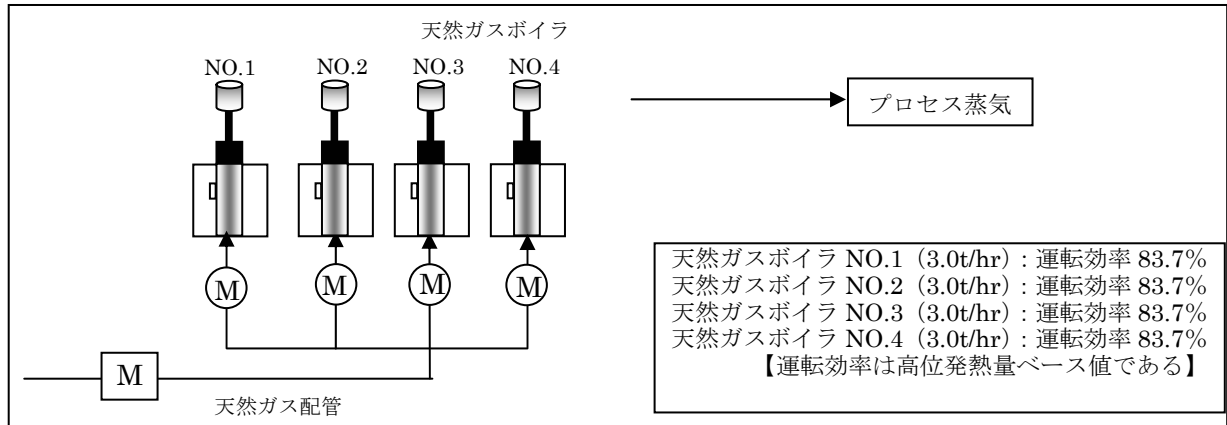 天然ガスボイラ
NO.1 NO.2 NO.3 NO.4
プロセス蒸気
M M M M
天然ガスボイラ NO.1（3.0t/hr）: 運転効率 83.7%
天然ガスボイラ NO.2（3.0t/hr）: 運転効率 83.7%
天然ガスボイラ NO.3（3.0t/hr）: 運転効率 83.7%
天然ガスボイラ NO.4（3.0t/hr）: 運転効率 83.7%
【運転効率は高位発熱量ベース値である】
M
天然ガス配管